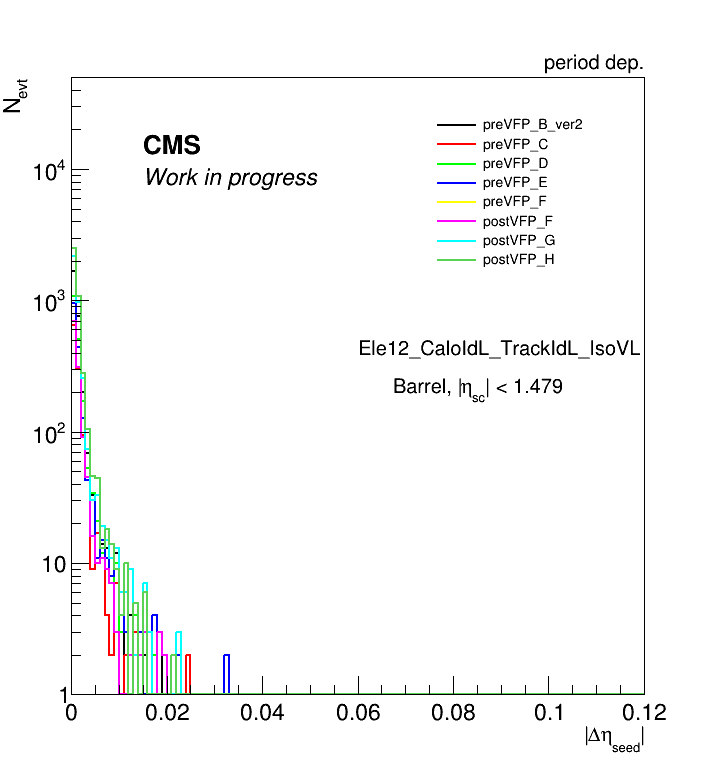 period dep.
N_evt
CMS
Work in progress
preVFP_B_ver2
preVFP_C
preVFP_D
preVFP_E
preVFP_F
postVFP_F
postVFP_G
postVFP_H
Ele12_CaloIdL_TrackIdL_IsoVL
Barrel, |η_sc| < 1.479
10^4
10^3
10^2
10
1
0 0.02 0.04 0.06 0.08 0.1 0.12
|Δη_seed|